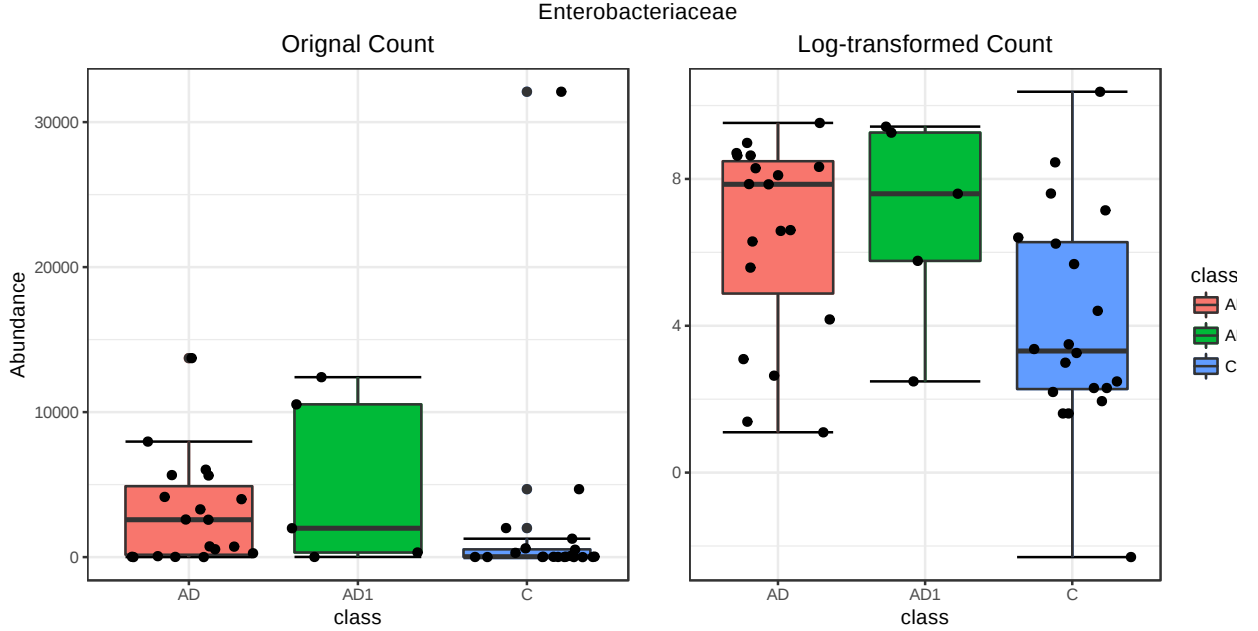 Enterobacteriaceae
Orignal Count
Log-transformed Count
Abundance
30000
20000
10000
0
AD
AD1
C
class
8
4
0
AD
AD1
C
class
class
C